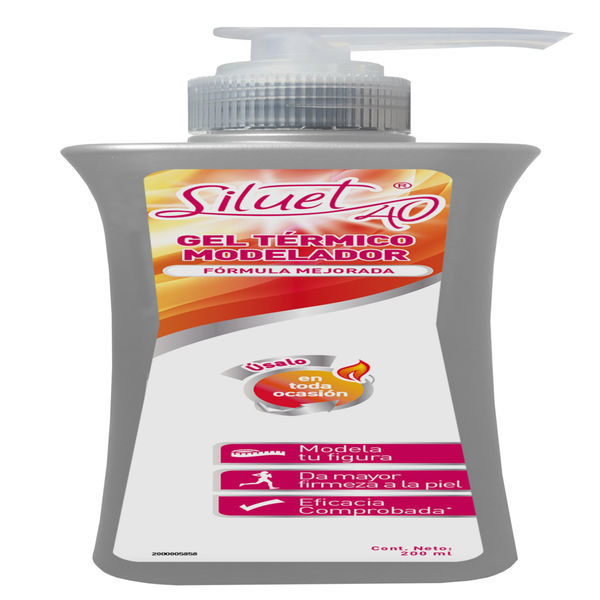 Siluet 40®
GEL TÉRMICO
MODELADOR
FÓRMULA MEJORADA
Úsalo
en
toda
ocasión
Modela
tu figura
Da mayor
firmeza a la piel
Eficacia
Comprobada*
2000005858
Cont. Neto:
200 ml